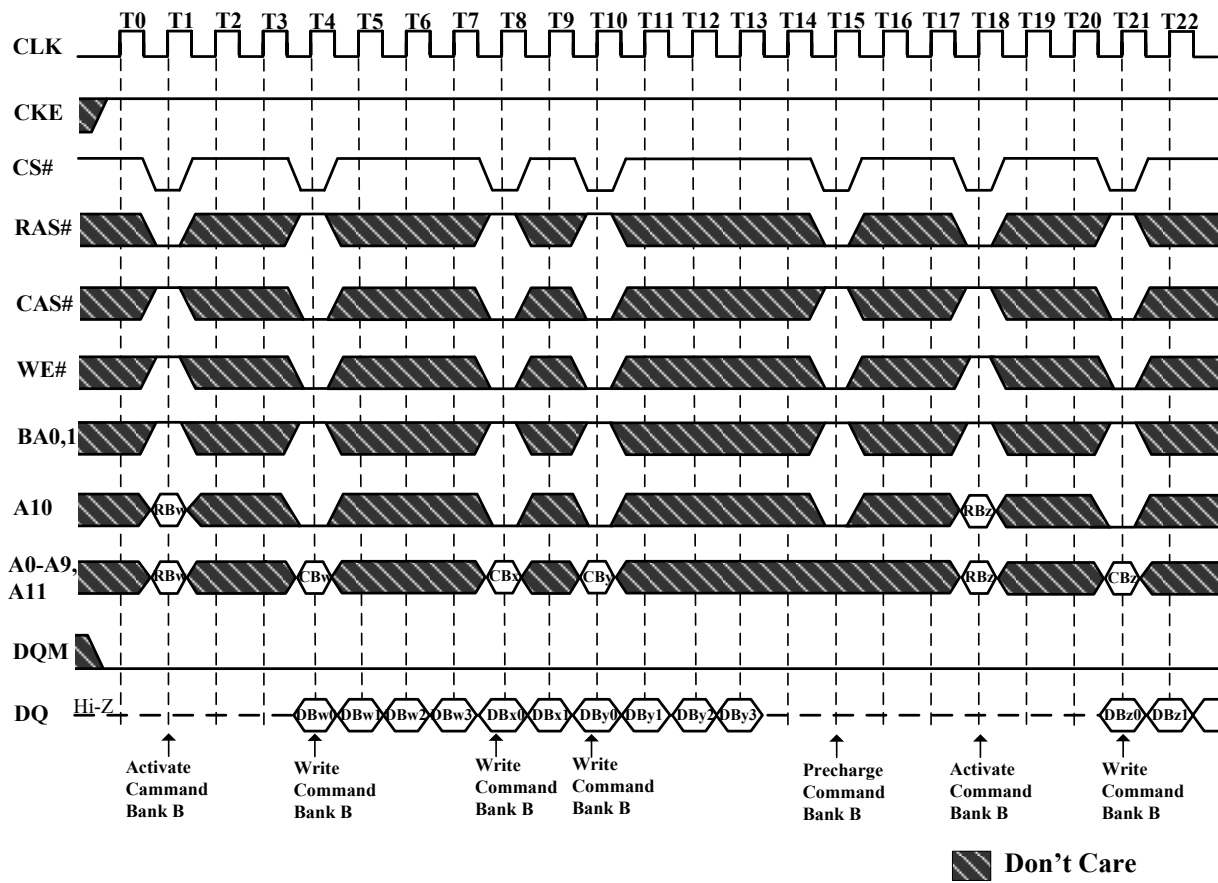 T0 T1 T2 T3 T4 T5 T6 T7 T8 T9 T10 T11 T12 T13 T14 T15 T16 T17 T18 T19 T20 T21 T22
CLK
CKE
CS#
RAS#
CAS#
WE#
BA0,1
A10 RBw RBz
A0-A9, A11 RBw CBw CBx CBy RBz CBz
DQM
DQ Hi-Z DBw0 DBw1 DBw2 DBw3 DBx0 DBx1 DBy0 DBy1 DBy2 DBy3 DBz0 DBz1
Activate
Cammand
Bank B
Write
Command
Bank B
Write
Command
Bank B
Write
Command
Bank B
Precharge
Command
Bank B
Activate
Command
Bank B
Write
Command
Bank B
Don't Care